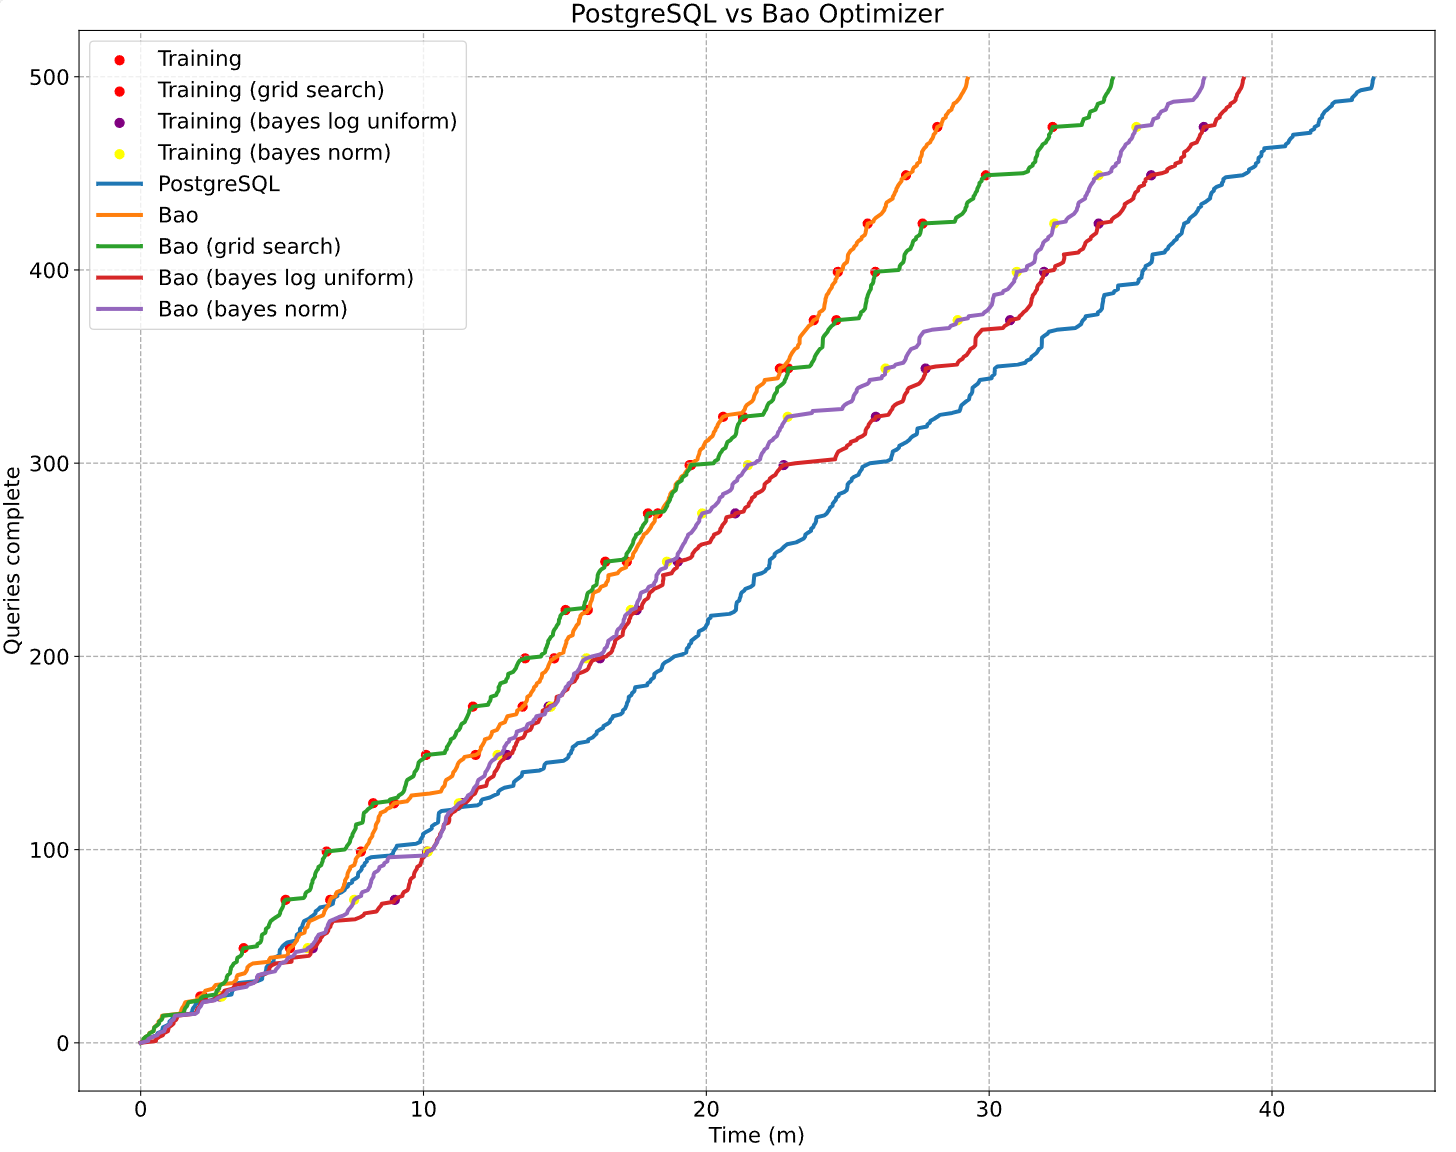 PostgreSQL vs Bao Optimizer
Training
Training (grid search)
Training (bayes log uniform)
Training (bayes norm)
PostgreSQL
Bao
Bao (grid search)
Bao (bayes log uniform)
Bao (bayes norm)
Queries complete
500
400
300
200
100
0
0 10 20 30 40
Time (m)